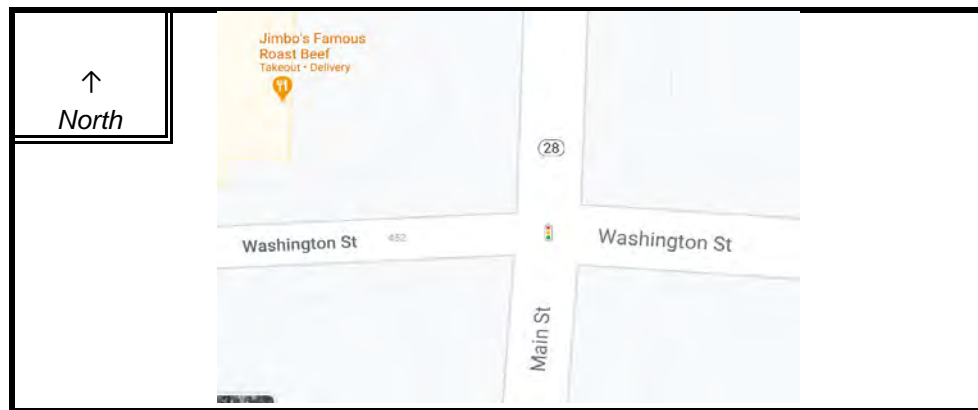 ↑
North
Jimbo's Famous
Roast Beef
Takeout • Delivery
28
Washington St
452
Washington St
Main St